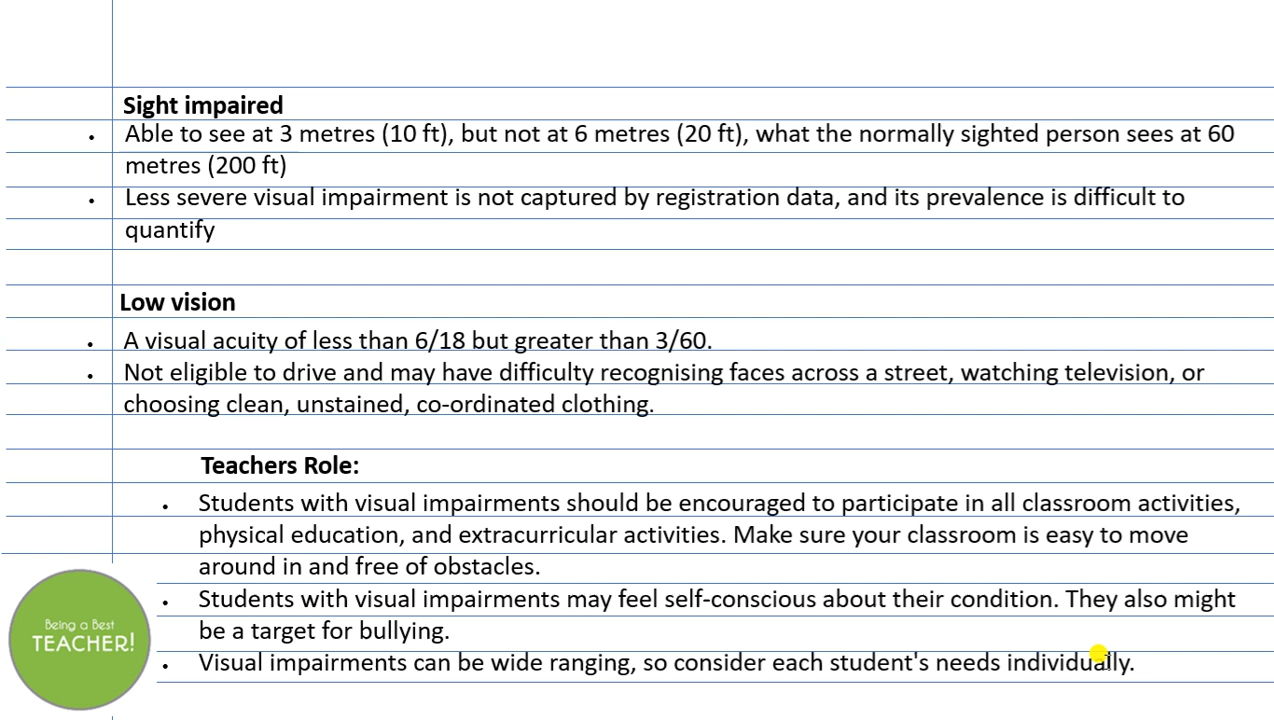 Sight impaired
• Able to see at 3 metres (10 ft), but not at 6 metres (20 ft), what the normally sighted person sees at 60
metres (200 ft)
• Less severe visual impairment is not captured by registration data, and its prevalence is difficult to
quantify
Low vision
• A visual acuity of less than 6/18 but greater than 3/60.
• Not eligible to drive and may have difficulty recognising faces across a street, watching television, or
choosing clean, unstained, co-ordinated clothing.
Teachers Role:
• Students with visual impairments should be encouraged to participate in all classroom activities,
physical education, and extracurricular activities. Make sure your classroom is easy to move
around in and free of obstacles.
• Students with visual impairments may feel self-conscious about their condition. They also might
be a target for bullying.
• Visual impairments can be wide ranging, so consider each student's needs individually.
Being a Best
TEACHER!